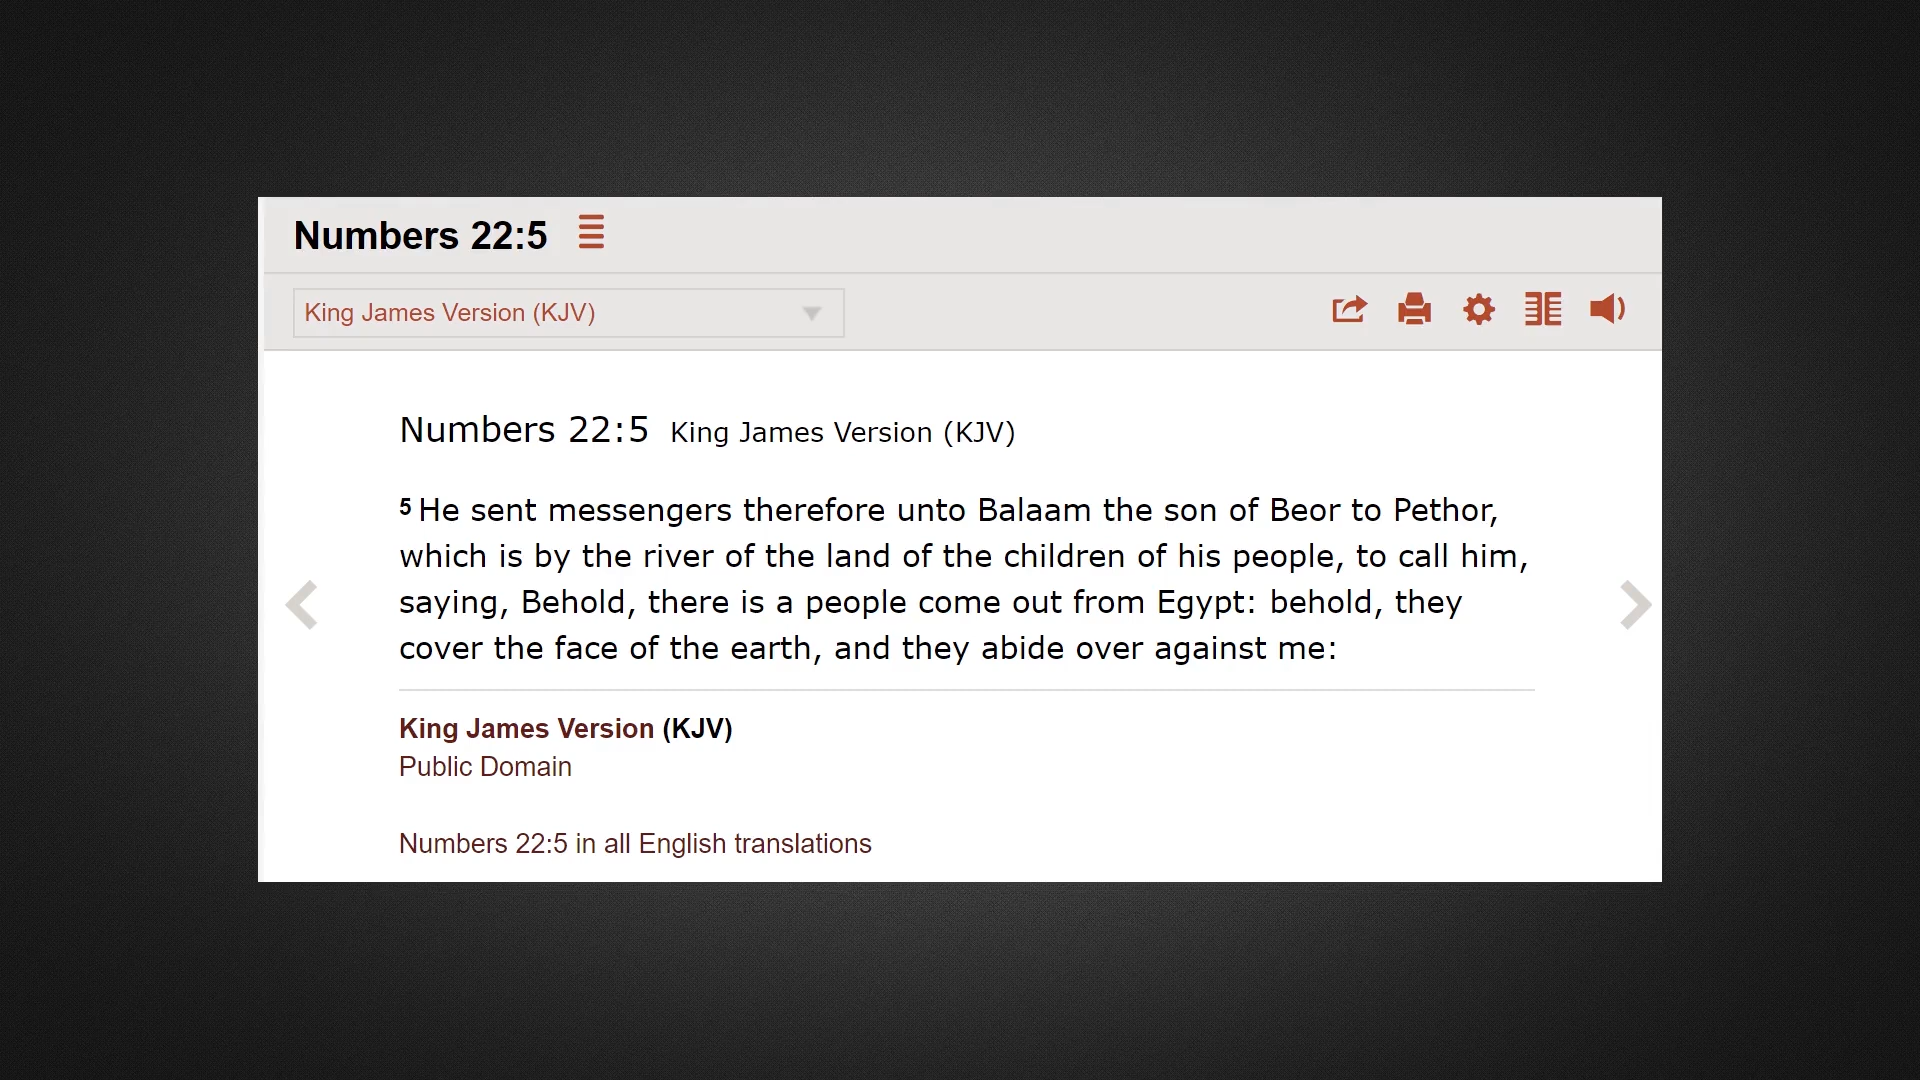 Numbers 22:5
King James Version (KJV)
Numbers 22:5 King James Version (KJV)
5 He sent messengers therefore unto Balaam the son of Beor to Pethor,
which is by the river of the land of the children of his people, to call him,
saying, Behold, there is a people come out from Egypt: behold, they
cover the face of the earth, and they abide over against me:
King James Version (KJV)
Public Domain
Numbers 22:5 in all English translations